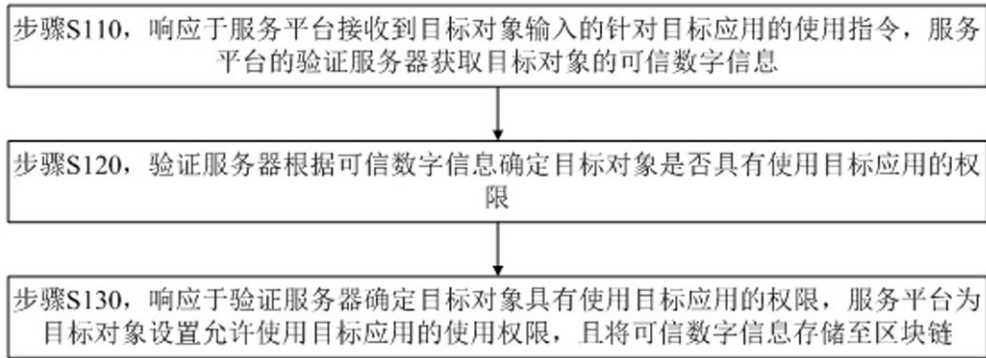 步骤S110，响应于服务平台接收到目标对象输入的针对目标应用的使用指令，服务
平台的验证服务器获取目标对象的可信数字信息
步骤S120，验证服务器根据可信数字信息确定目标对象是否具有使用目标应用的权
限
步骤S130，响应于验证服务器确定目标对象具有使用目标应用的权限，服务平台为
目标对象设置允许使用目标应用的使用权限，且将可信数字信息存储至区块链